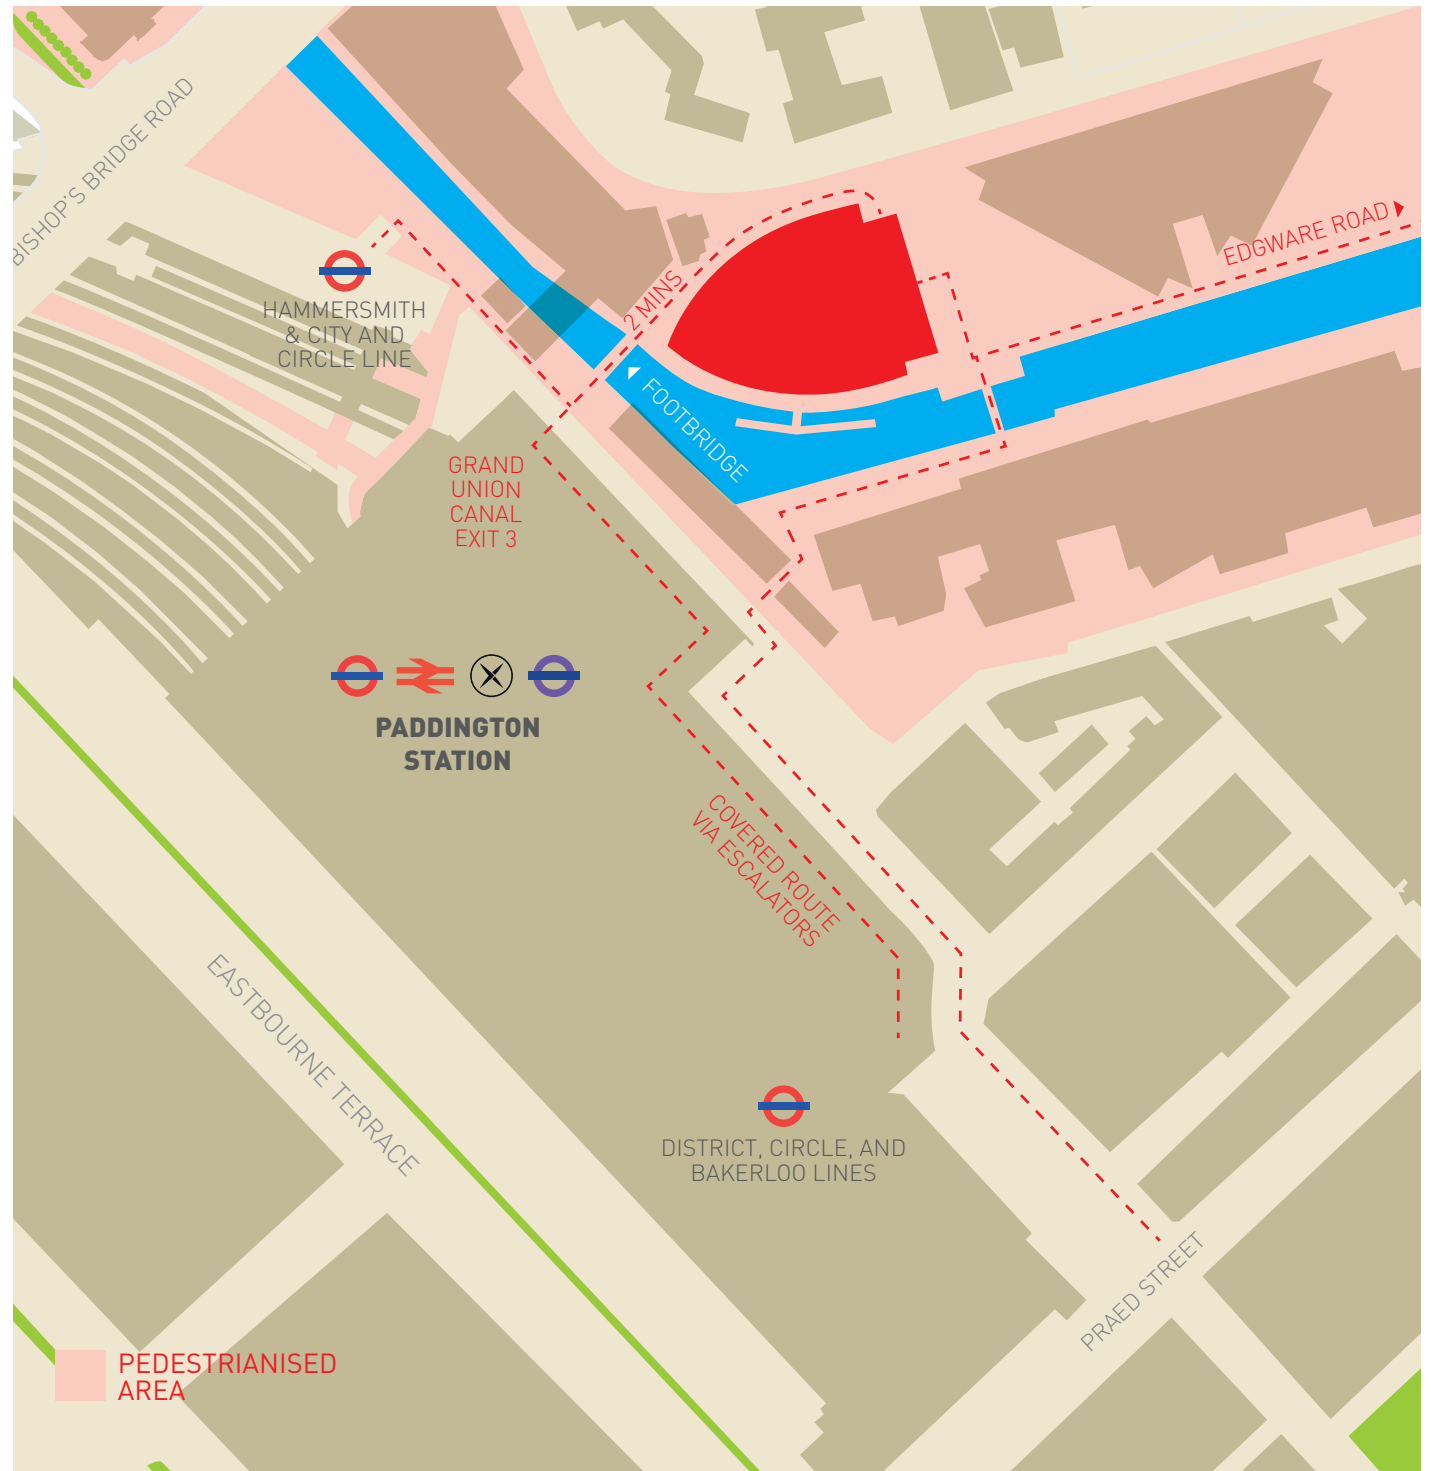 BISHOP'S BRIDGE ROAD
EDGWARE ROAD
HAMMERSMITH
& CITY AND
CIRCLE LINE
2 MINS
FOOTBRIDGE
GRAND
UNION
CANAL
EXIT 3
PADDINGTON
STATION
COVERED ROUTE
VIA ESCALATORS
EASTBOURNE TERRACE
DISTRICT, CIRCLE, AND
BAKERLOO LINES
PRAED STREET
PEDESTRIANISED
AREA